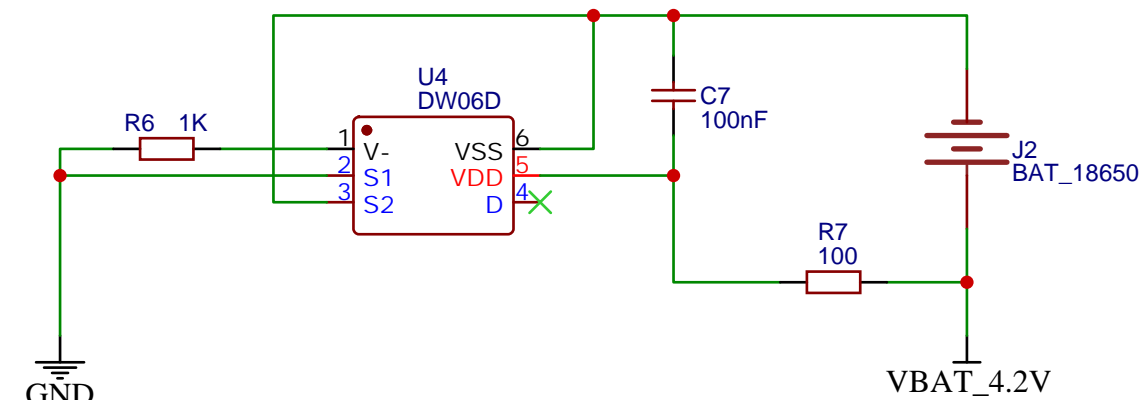 U4
DW06D
R6 1K
1
V-
2
S1
3
S2
VSS
6
VDD
5
D
4
C7
100nF
J2
BAT_18650
R7
100
GND
VBAT_4.2V